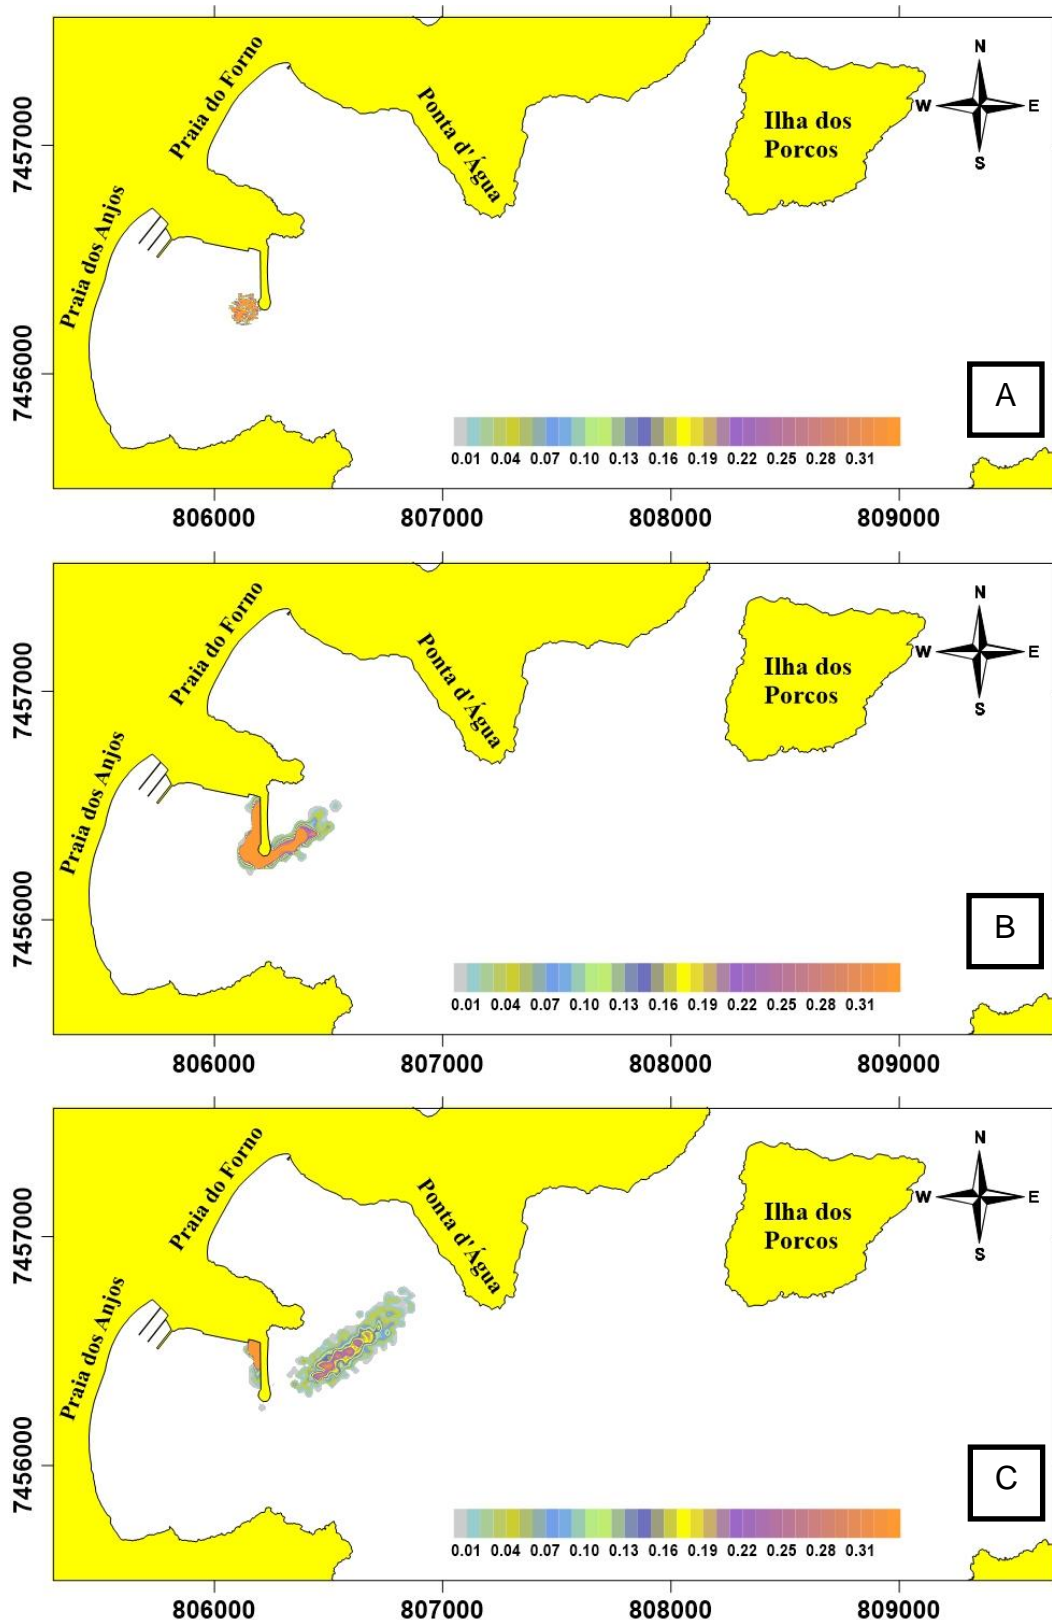 N
W
E
S
Praia do Forno
Ponta d'Água
Ilha dos
Porcos
Praia dos Anjos
7457000
7456000
A
0.01 0.04 0.07 0.10 0.13 0.16 0.19 0.22 0.25 0.28 0.31
806000 807000 808000 809000
N
W
E
S
Praia do Forno
Ponta d'Água
Ilha dos
Porcos
Praia dos Anjos
7457000
7456000
B
0.01 0.04 0.07 0.10 0.13 0.16 0.19 0.22 0.25 0.28 0.31
806000 807000 808000 809000
N
W
E
S
Praia do Forno
Ponta d'Água
Ilha dos
Porcos
Praia dos Anjos
7457000
7456000
C
0.01 0.04 0.07 0.10 0.13 0.16 0.19 0.22 0.25 0.28 0.31
806000 807000 808000 809000